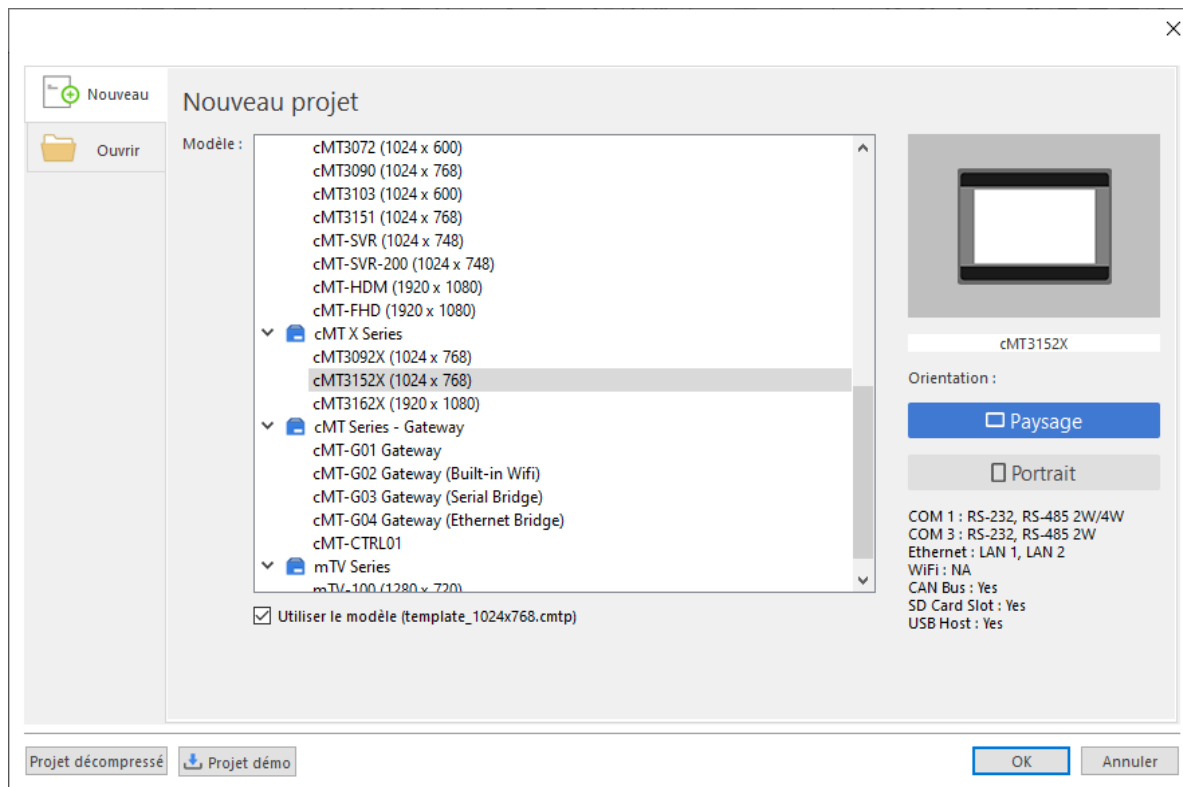 Nouveau
Ouvrir
Nouveau projet
Modèle :
cMT3072 (1024 x 600)
cMT3090 (1024 x 768)
cMT3103 (1024 x 600)
cMT3151 (1024 x 768)
cMT-SVR (1024 x 748)
cMT-SVR-200 (1024 x 748)
cMT-HDM (1920 x 1080)
cMT-FHD (1920 x 1080)
cMT X Series
cMT3092X (1024 x 768)
cMT3152X (1024 x 768)
cMT3162X (1920 x 1080)
cMT Series - Gateway
cMT-G01 Gateway
cMT-G02 Gateway (Built-in Wifi)
cMT-G03 Gateway (Serial Bridge)
cMT-G04 Gateway (Ethernet Bridge)
cMT-CTRL01
mTV Series
mTV-100 (1280 x 720)
Utiliser le modèle (template_1024x768.cmtp)
cMT3152X
Orientation :
Paysage
Portrait
COM 1 : RS-232, RS-485 2W/4W
COM 3 : RS-232, RS-485 2W
Ethernet : LAN 1, LAN 2
WiFi : NA
CAN Bus : Yes
SD Card Slot : Yes
USB Host : Yes
Projet décompressé
Projet démo
OK
Annuler